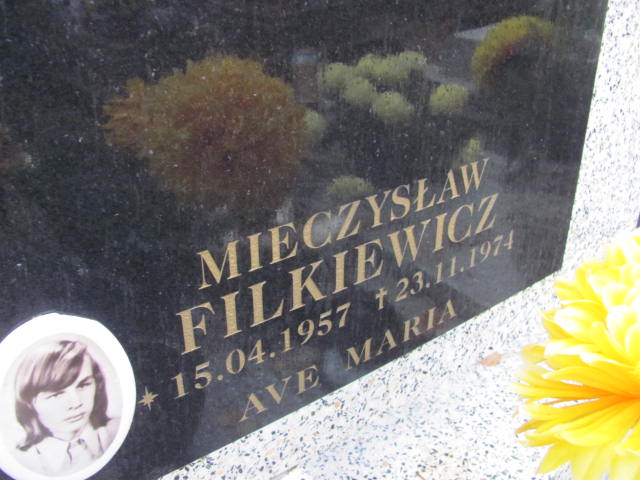 MIECZYSŁAW
FILKIEWICZ
* 15.04.1957 † 23.11.1974
AVE MARIA